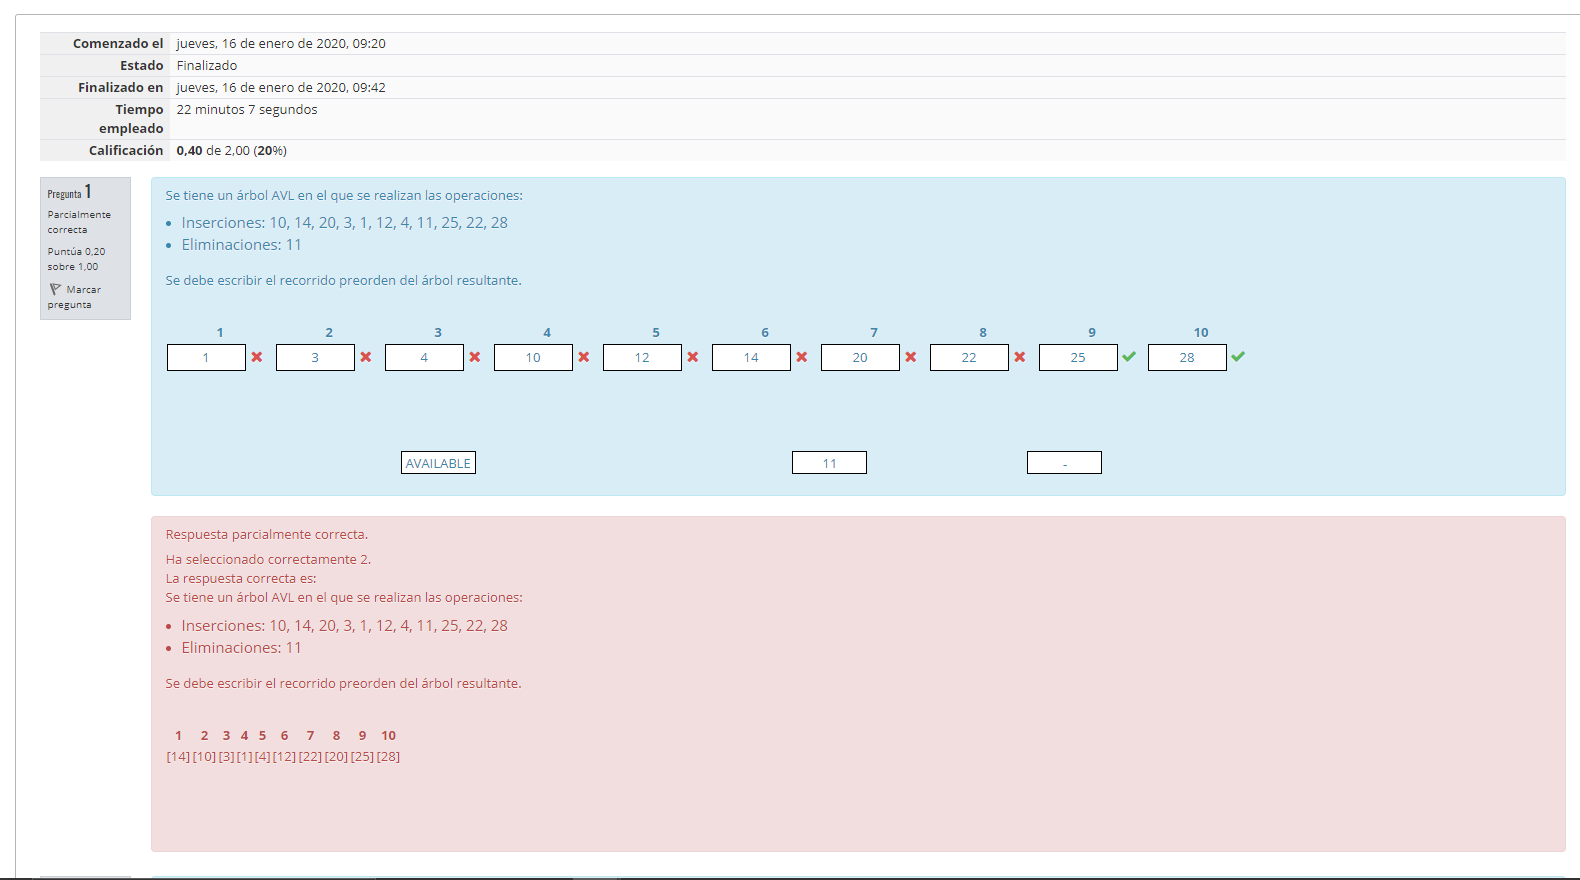 Comenzado el jueves, 16 de enero de 2020, 09:20
Estado Finalizado
Finalizado en jueves, 16 de enero de 2020, 09:42
Tiempo empleado 22 minutos 7 segundos
Calificación 0,40 de 2,00 (20%)
Pregunta 1
Parcialmente
correcta
Puntúa 0,20
sobre 1,00
Marcar
pregunta
Se tiene un árbol AVL en el que se realizan las operaciones:
• Inserciones: 10, 14, 20, 3, 1, 12, 4, 11, 25, 22, 28
• Eliminaciones: 11
Se debe escribir el recorrido preorden del árbol resultante.
1 2 3 4 5 6 7 8 9 10
1 3 4 10 12 14 20 22 25 28
AVAILABLE 11 -
Respuesta parcialmente correcta.
Ha seleccionado correctamente 2.
La respuesta correcta es:
Se tiene un árbol AVL en el que se realizan las operaciones:
• Inserciones: 10, 14, 20, 3, 1, 12, 4, 11, 25, 22, 28
• Eliminaciones: 11
Se debe escribir el recorrido preorden del árbol resultante.
1 2 3 4 5 6 7 8 9 10
[14] [10] [3] [1] [4] [12] [22] [20] [25] [28]